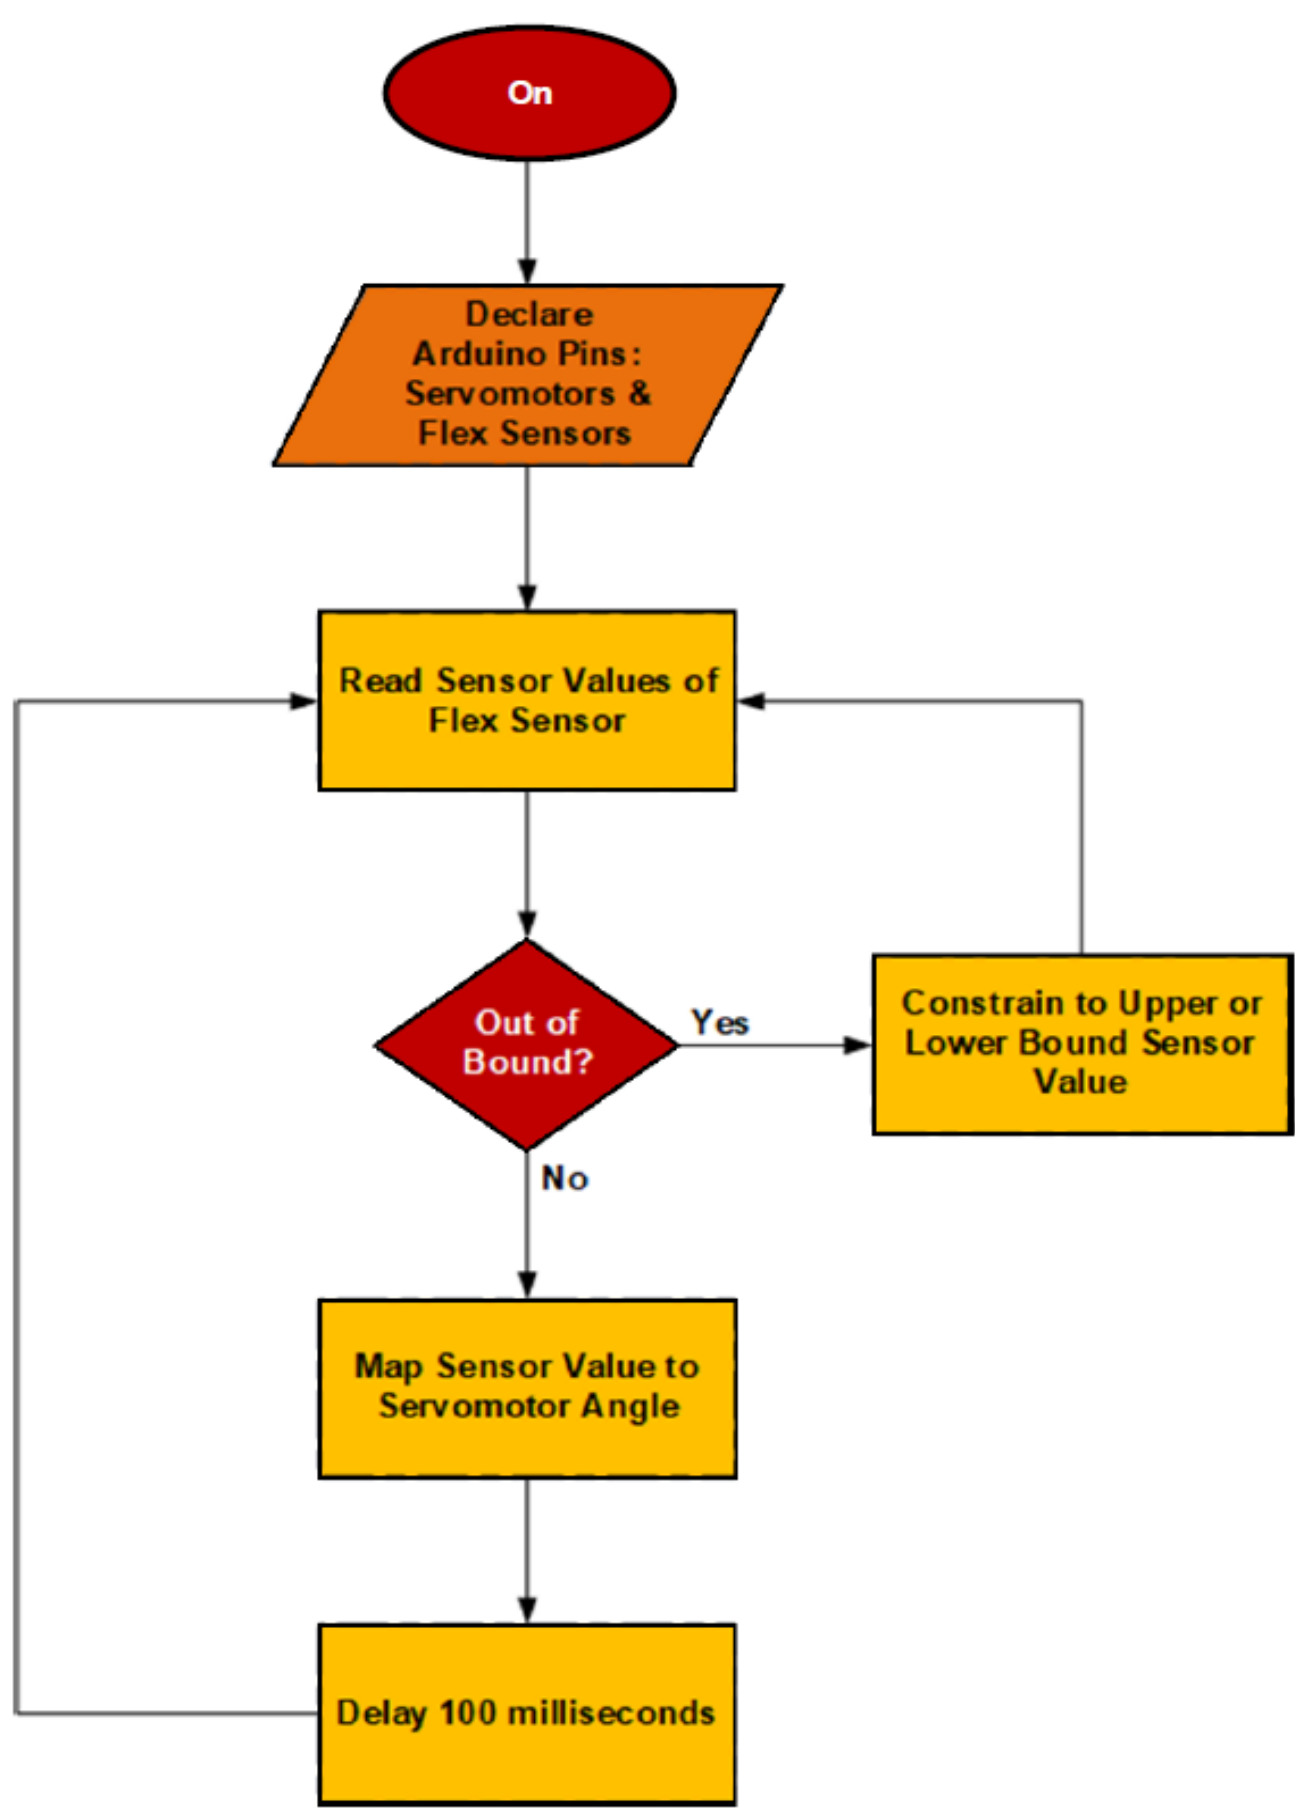 On
Declare
Arduino Pins:
Servomotors &
Flex Sensors
Read Sensor Values of
Flex Sensor
Out of
Bound?
Yes
Constrain to Upper or
Lower Bound Sensor
Value
No
Map Sensor Value to
Servomotor Angle
Delay 100 milliseconds